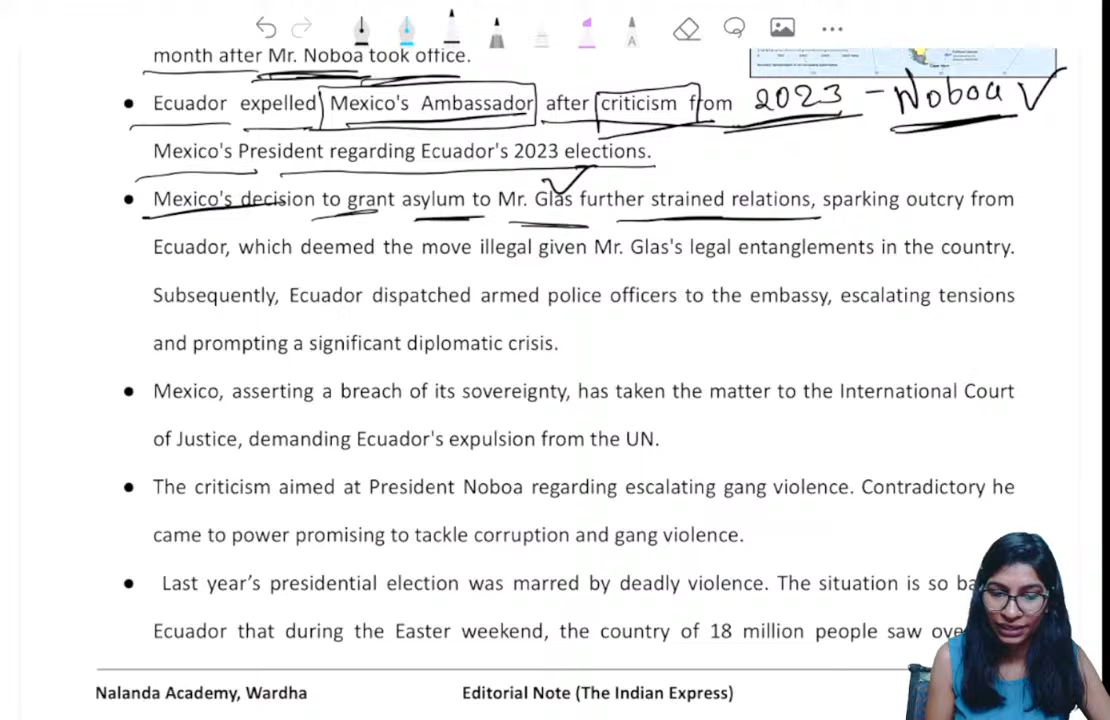 month after Mr. Noboa took office.
● Ecuador expelled Mexico's Ambassador after criticism from 2023 - Noboa
Mexico's President regarding Ecuador's 2023 elections.
● Mexico's decision to grant asylum to Mr. Glas further strained relations, sparking outcry from
Ecuador, which deemed the move illegal given Mr. Glas's legal entanglements in the country.
Subsequently, Ecuador dispatched armed police officers to the embassy, escalating tensions
and prompting a significant diplomatic crisis.
● Mexico, asserting a breach of its sovereignty, has taken the matter to the International Court
of Justice, demanding Ecuador's expulsion from the UN.
● The criticism aimed at President Noboa regarding escalating gang violence. Contradictory he
came to power promising to tackle corruption and gang violence.
● Last year's presidential election was marred by deadly violence. The situation is so
Ecuador that during the Easter weekend, the country of 18 million people saw
Nalanda Academy, Wardha Editorial Note (The Indian Express)